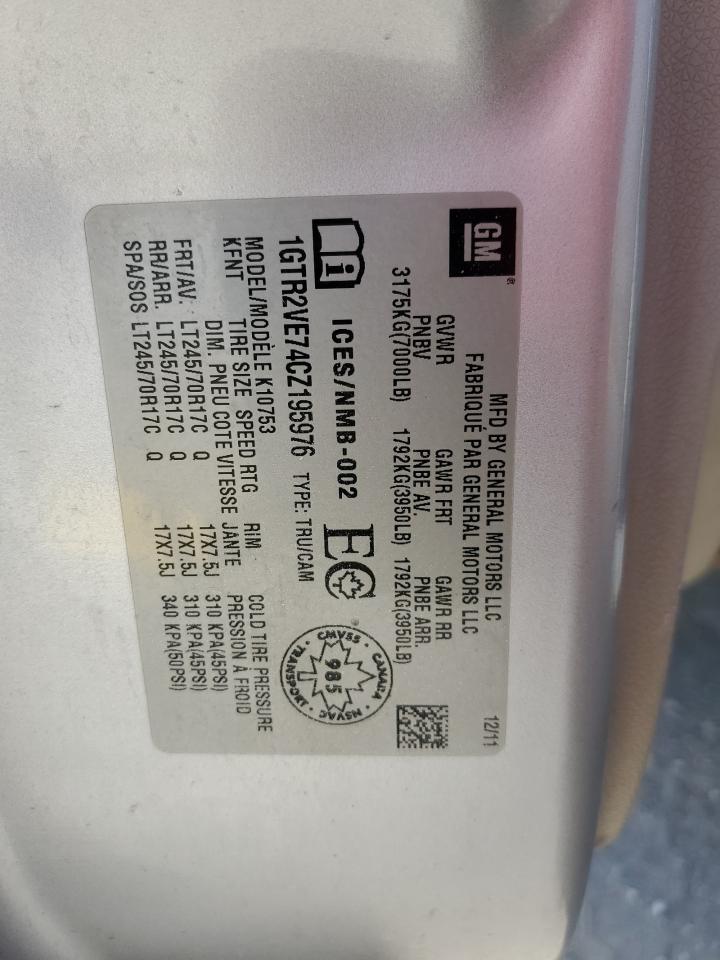 GM®
MFD BY GENERAL MOTORS LLC 12/11
FABRIQUÉ PAR GENERAL MOTORS LLC
GVWR GAWR FRT GAWR RR
PNBV PNBE AV. PNBE ARR.
3175KG(7000LB) 1792KG(3950LB) 1792KG(3950LB)
i ICES/NMB-002 EC
CANADA · CMVSS · TRANSPORT · NSVAC
985
1GTR2VE74CZ195976 TYPE: TRU/CAM
MODEL/MODÈLE K10753
KFNT TIRE SIZE SPEED RTG RIM COLD TIRE PRESSURE
DIM. PNEU COTE VITESSE JANTE PRESSION À FROID
FRT/AV. LT245/70R17C Q 17X7.5J 310 KPA(45PSI)
RR/ARR. LT245/70R17C Q 17X7.5J 310 KPA(45PSI)
SPA/SOS LT245/70R17C Q 17X7.5J 340 KPA(50PSI)